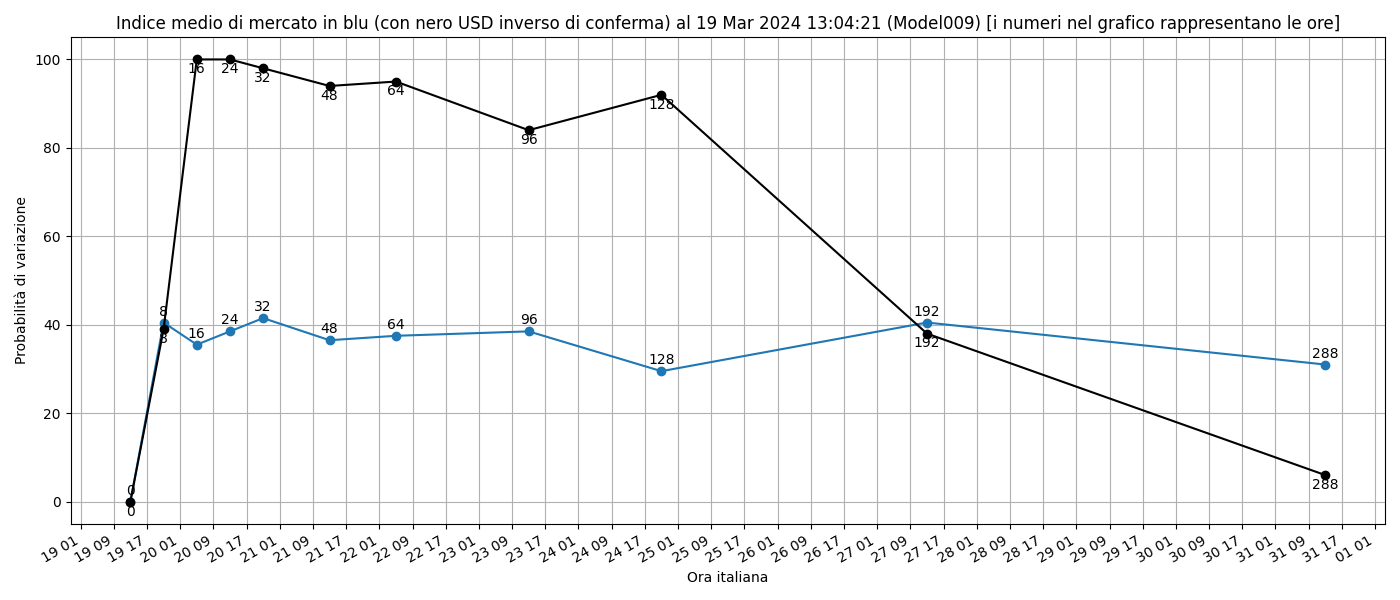 Indice medio di mercato in blu (con nero USD inverso di conferma) al 19 Mar 2024 13:04:21 (Model009) [i numeri nel grafico rappresentano le ore]
100
80
60
40
20
0
Probabilità di variazione
16 24 32 48 64 96 128
8 16 24 32 48 64 96 128 192 288
8 192 288
0
0
19 01 19 09 19 17 20 01 20 09 20 17 21 01 21 09 21 17 22 01 22 09 22 17 23 01 23 09 23 17 24 01 24 09 24 17 25 01 25 09 25 17 26 01 26 09 26 17 27 01 27 09 27 17 28 01 28 09 28 17 29 01 29 09 29 17 30 01 30 09 30 17 31 01 31 09 31 17 01 01
Ora italiana